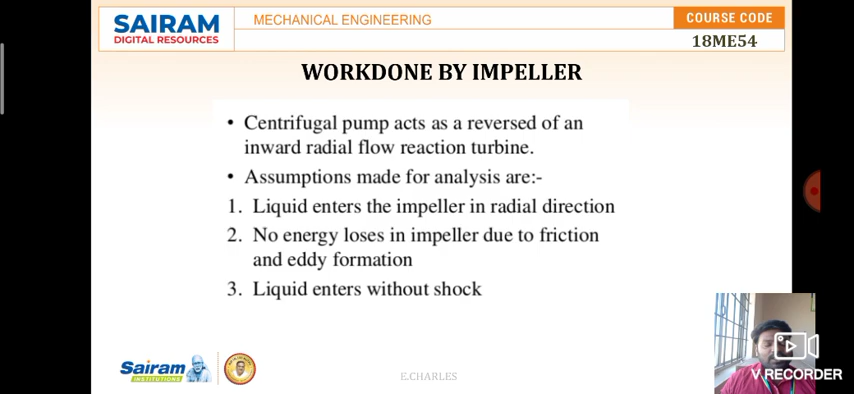 SAIRAM
DIGITAL RESOURCES
MECHANICAL ENGINEERING
COURSE CODE
18ME54
WORKDONE BY IMPELLER
• Centrifugal pump acts as a reversed of an
inward radial flow reaction turbine.
• Assumptions made for analysis are:-
1. Liquid enters the impeller in radial direction
2. No energy loses in impeller due to friction
and eddy formation
3. Liquid enters without shock
Sairam
INSTITUTIONS
E.CHARLES
V RECORDER